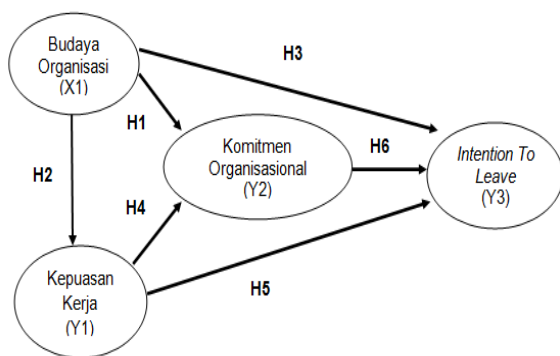 Budaya
Organisasi
(X1)
H3
H1
Komitmen
Organisasional
(Y2)
H6
Intention To
Leave
(Y3)
H2
H4
Kepuasan
Kerja
(Y1)
H5